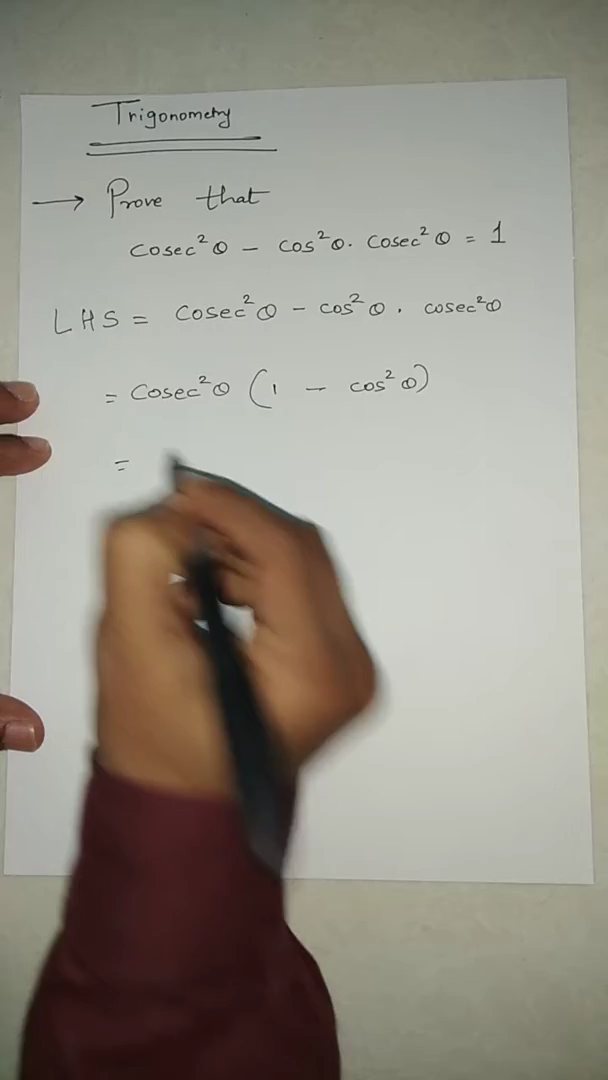 Trigonometry
→ Prove that
cosec²θ - cos²θ. cosec²θ = 1
LHS = cosec²θ - cos²θ . cosec²θ
= cosec²θ (1 - cos²θ)
=